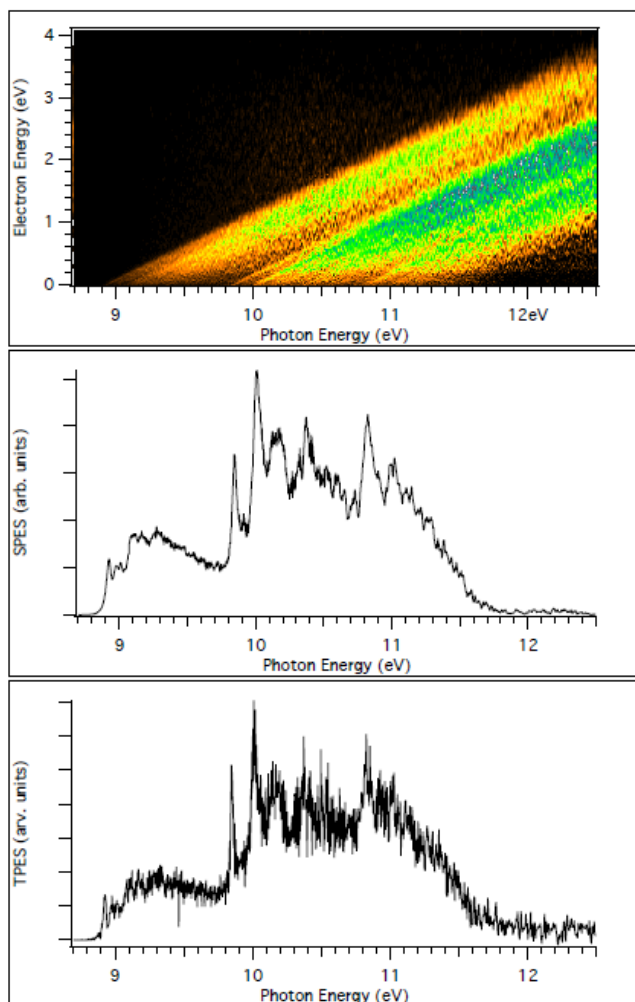 4
3
2
1
0
Electron Energy (eV)
9 10 11 12eV
Photon Energy (eV)
SPES (arb. units)
9 10 11 12
Photon Energy (eV)
TPES (arv. units)
9 10 11 12
Photon Energy (eV)